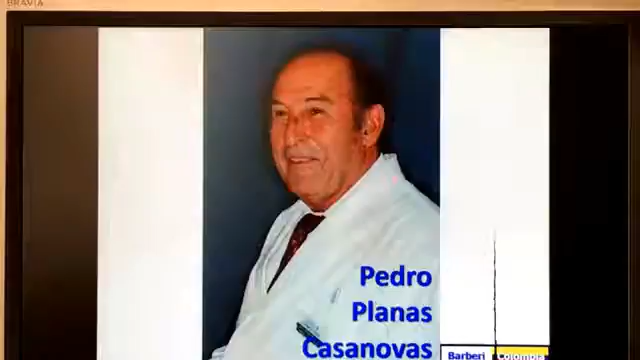 BRAVIA
Pedro
Planas
Casanovas
Barberi Colombia